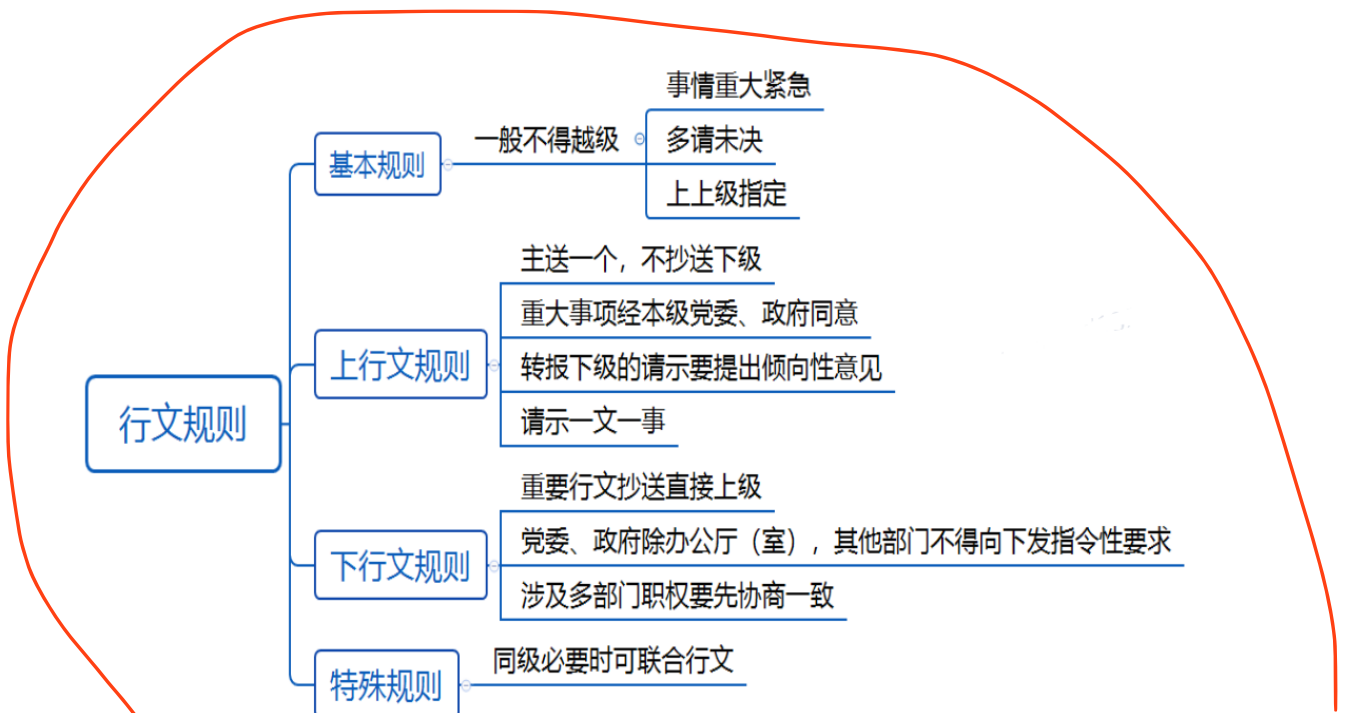 行文规则
基本规则
一般不得越级
事情重大紧急
多请未决
上上级指定
上行文规则
主送一个，不抄送下级
重大事项经本级党委、政府同意
转报下级的请示要提出倾向性意见
请示一文一事
下行文规则
重要行文抄送直接上级
党委、政府除办公厅（室），其他部门不得向下发指令性要求
涉及多部门职权要先协商一致
特殊规则
同级必要时可联合行文